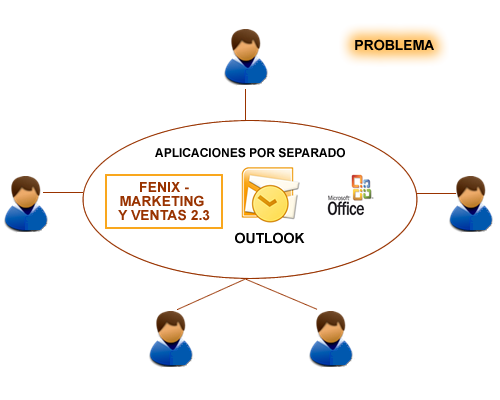 PROBLEMA
APLICACIONES POR SEPARADO
FENIX -
MARKETING
Y VENTAS 2.3
OUTLOOK
Microsoft
Office